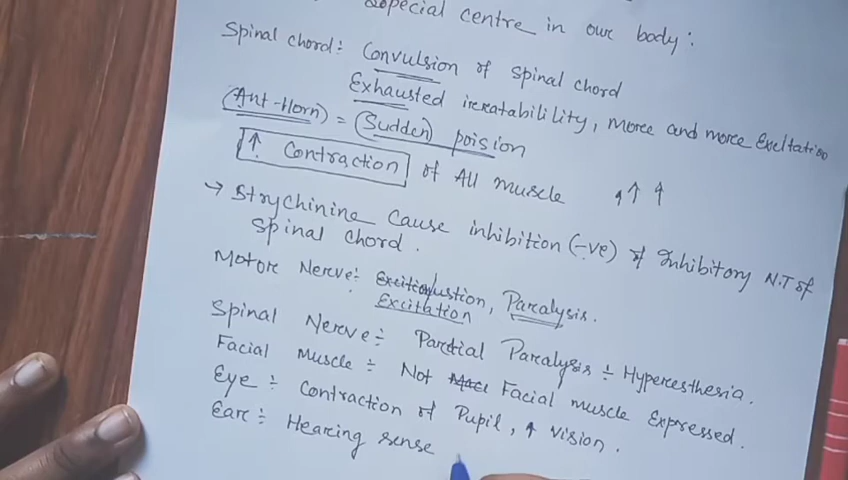 special centre in our body:
Spinal chord: Convulsion of spinal chord
Exhausted irreatabilility, more and more Excitation
(Ant-Horn) = (Sudden) poision
↑ Contraction of All muscle ↑ ↑ ↑
→ Strychinine cause inhibition (-ve) of Inhibitory N.T of
Spinal chord.
Motor Nerve: Paralysis.
Excitation
Spinal Nerve ÷ Partial Paralysis ÷ Hyperesthesia.
Facial muscle ÷ Not Facial muscle Expressed.
Eye ÷ Contraction of Pupil, ↑ vision.
Ear ÷ Hearing sense